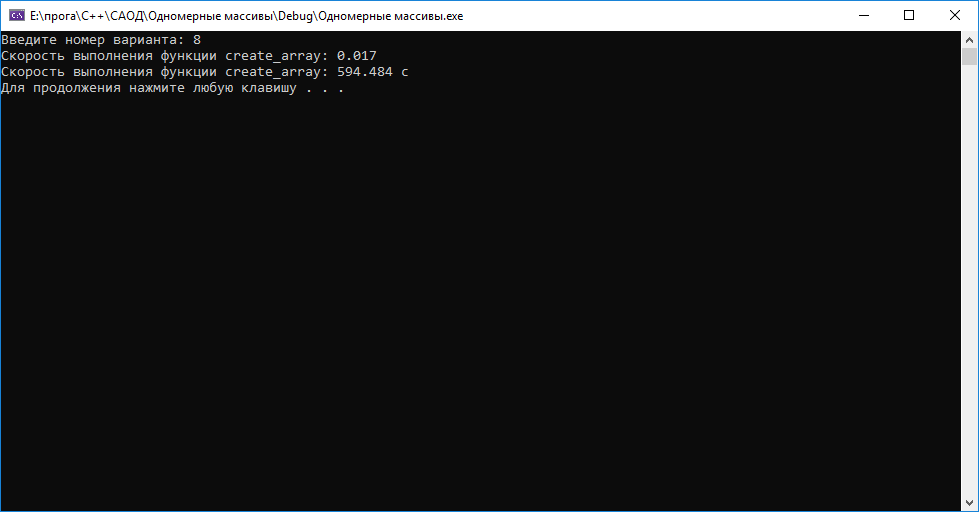 E:\прога\C++\САОД\Одномерные массивы\Debug\Одномерные массивы.exe
Введите номер варианта: 8
Скорость выполнения функции create_array: 0.017
Скорость выполнения функции create_array: 594.484 с
Для продолжения нажмите любую клавишу . . .